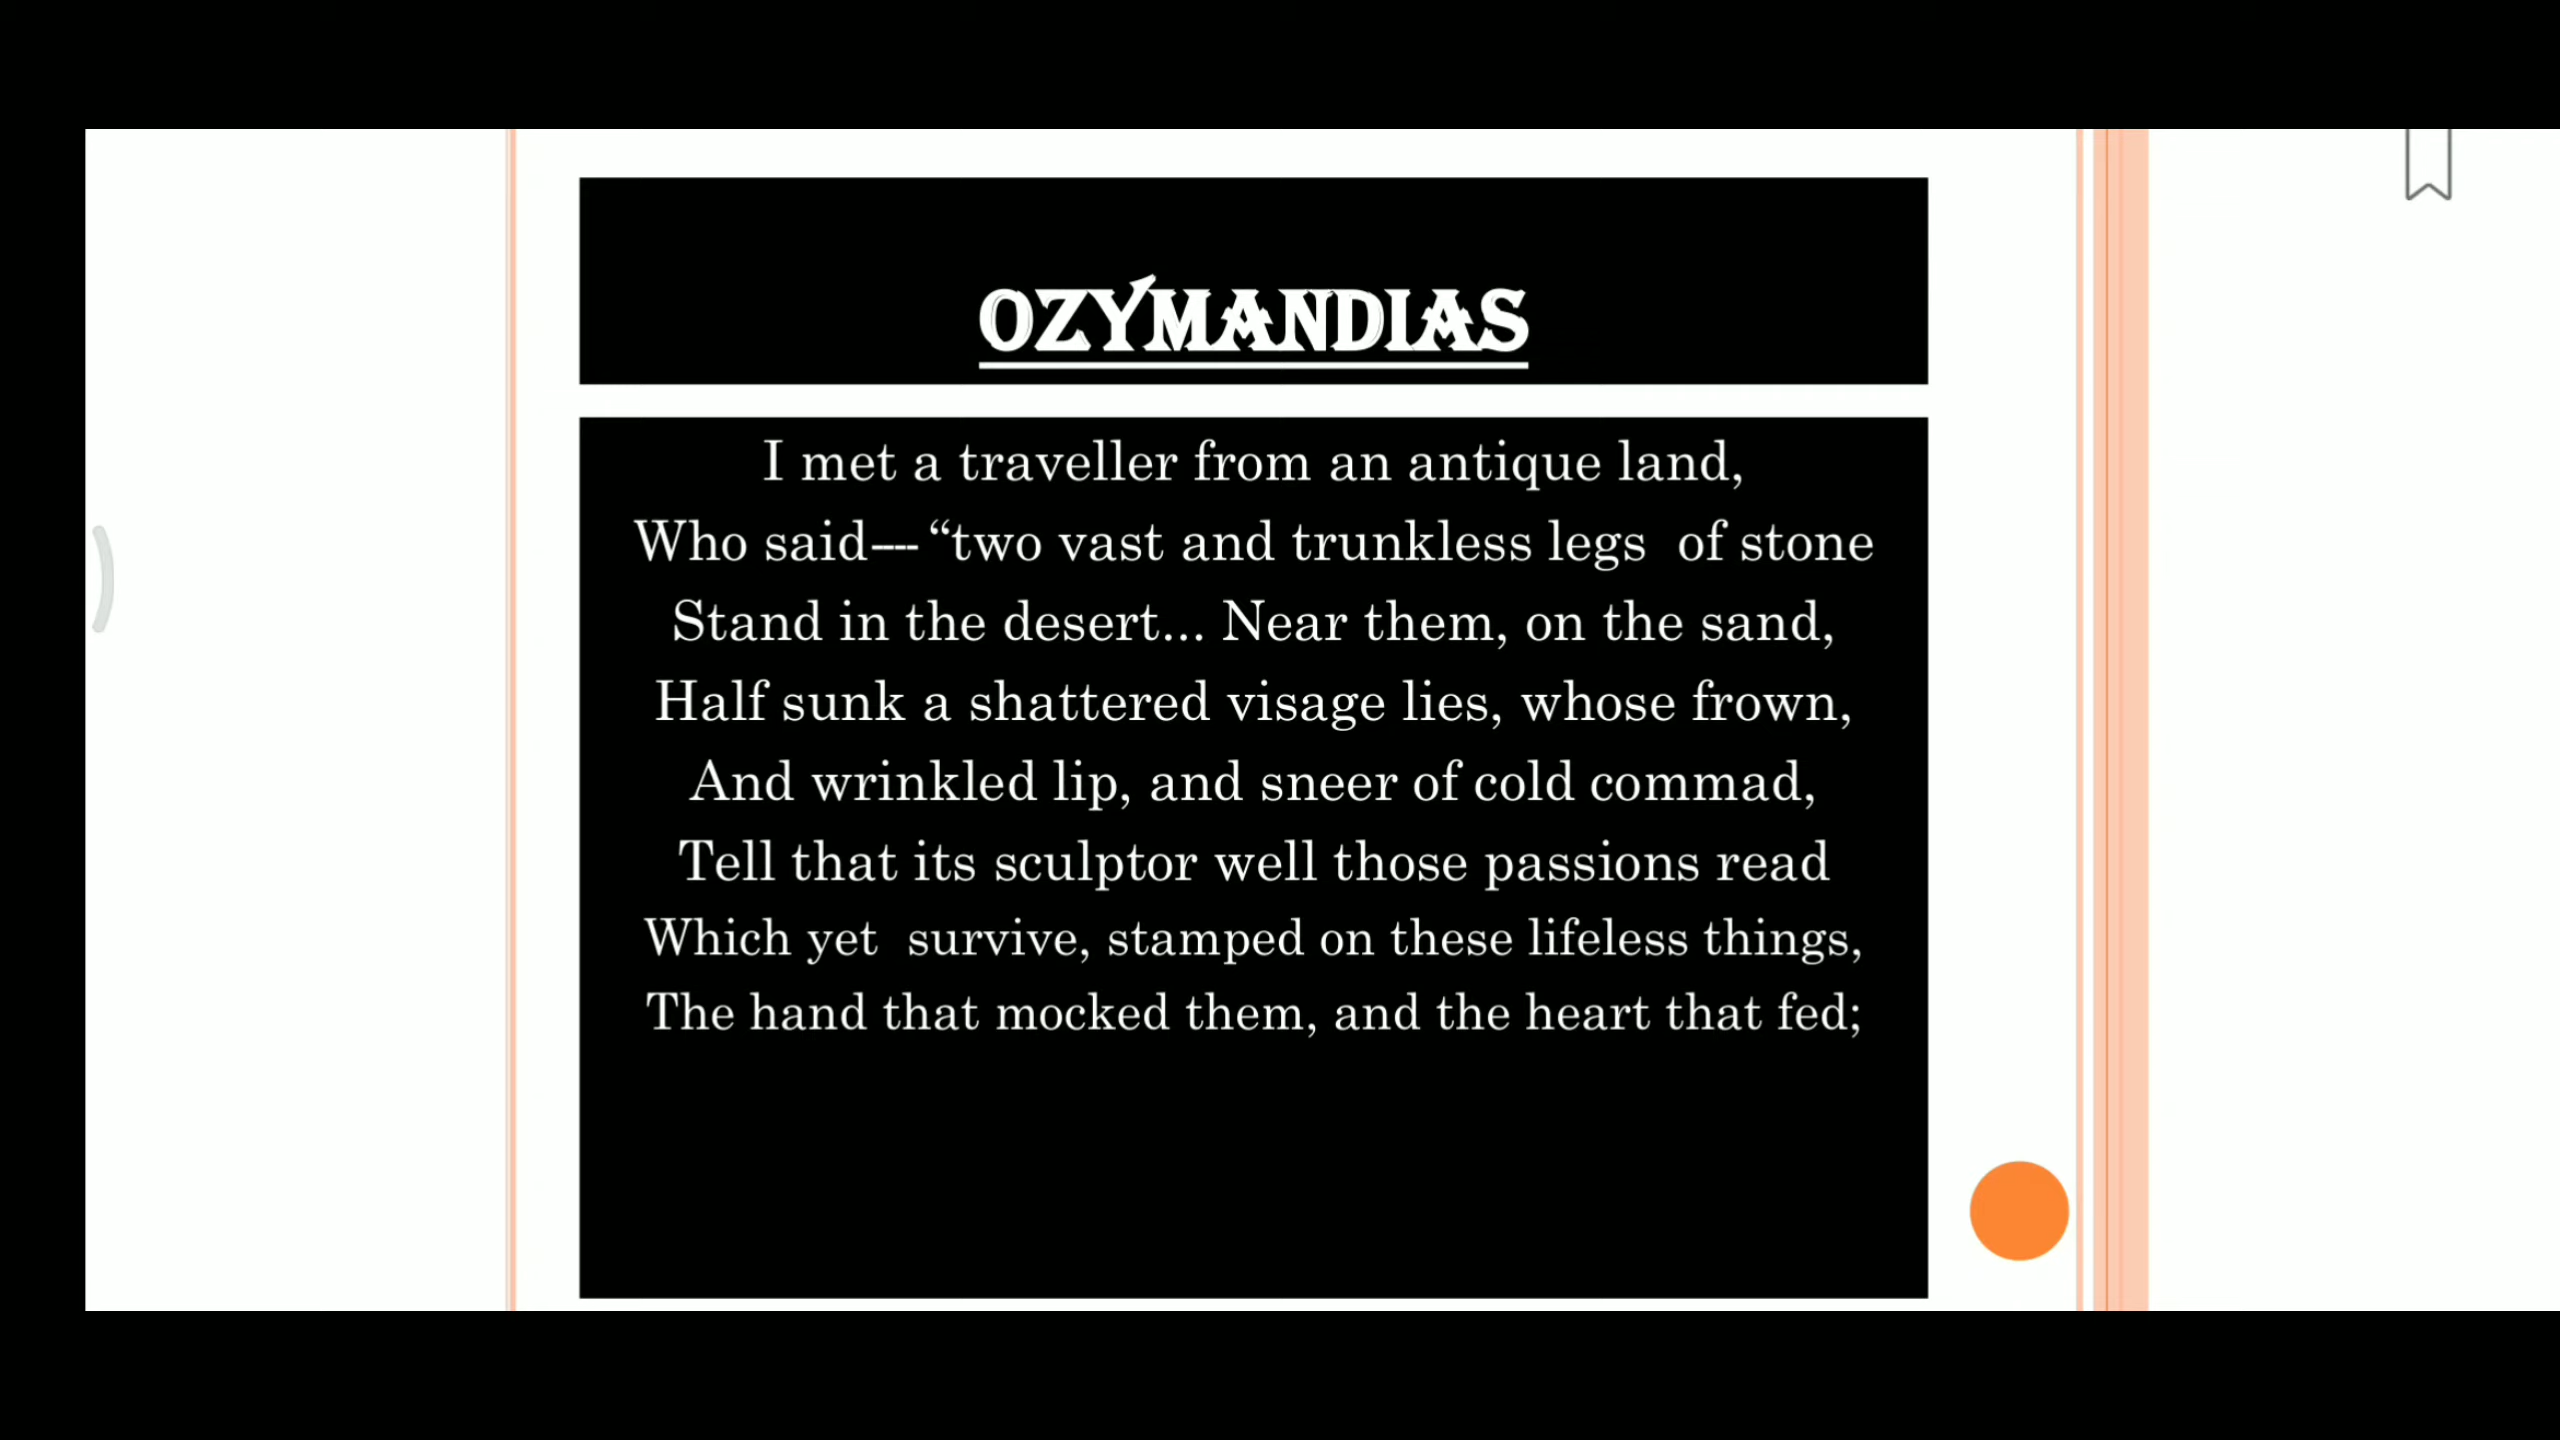 OZYMANDIAS
I met a traveller from an antique land,
Who said---- “two vast and trunkless legs  of stone
Stand in the desert... Near them, on the sand,
Half sunk a shattered visage lies, whose frown,
And wrinkled lip, and sneer of cold commad,
Tell that its sculptor well those passions read
Which yet  survive, stamped on these lifeless things,
The hand that mocked them, and the heart that fed;